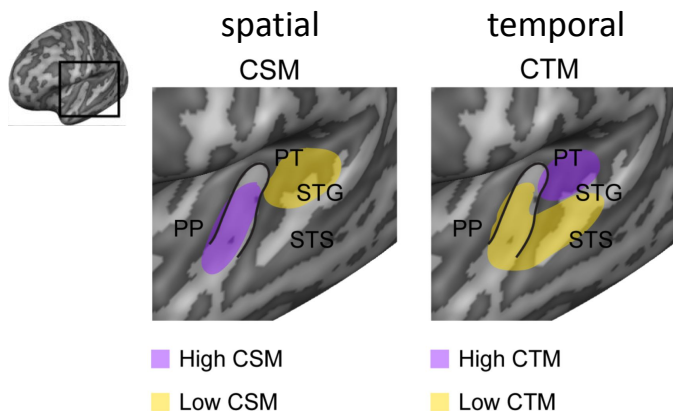 spatial
CSM
PT
STG
PP
STS
High CSM
Low CSM
temporal
CTM
PT
STG
PP
STS
High CTM
Low CTM